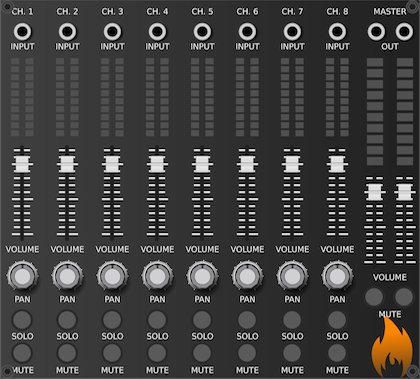 CH. 1 CH. 2 CH. 3 CH. 4 CH. 5 CH. 6 CH. 7 CH. 8 MASTER
INPUT INPUT INPUT INPUT INPUT INPUT INPUT INPUT OUT
VOLUME VOLUME VOLUME VOLUME VOLUME VOLUME VOLUME VOLUME
VOLUME
PAN PAN PAN PAN PAN PAN PAN PAN
MUTE
SOLO SOLO SOLO SOLO SOLO SOLO SOLO SOLO
MUTE MUTE MUTE MUTE MUTE MUTE MUTE MUTE